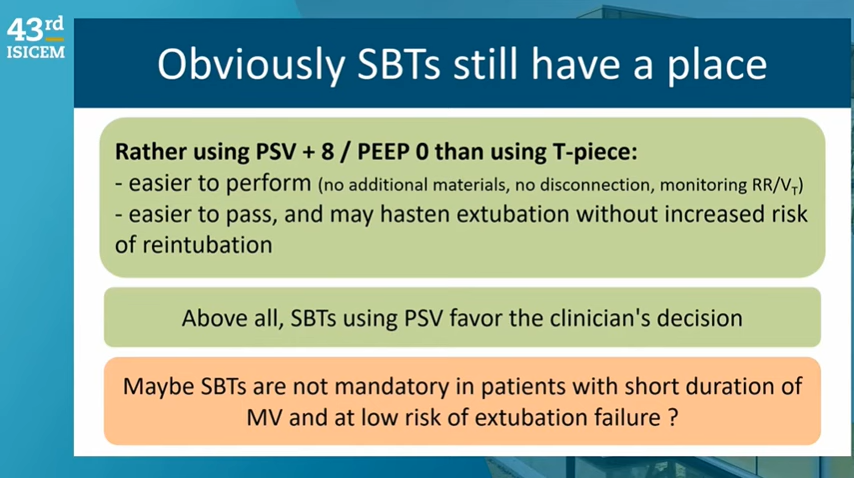 43rd
ISICEM
Obviously SBTs still have a place
Rather using PSV + 8 / PEEP 0 than using T-piece:
- easier to perform (no additional materials, no disconnection, monitoring RR/VT)
- easier to pass, and may hasten extubation without increased risk
of reintubation
Above all, SBTs using PSV favor the clinician's decision
Maybe SBTs are not mandatory in patients with short duration of
MV and at low risk of extubation failure ?